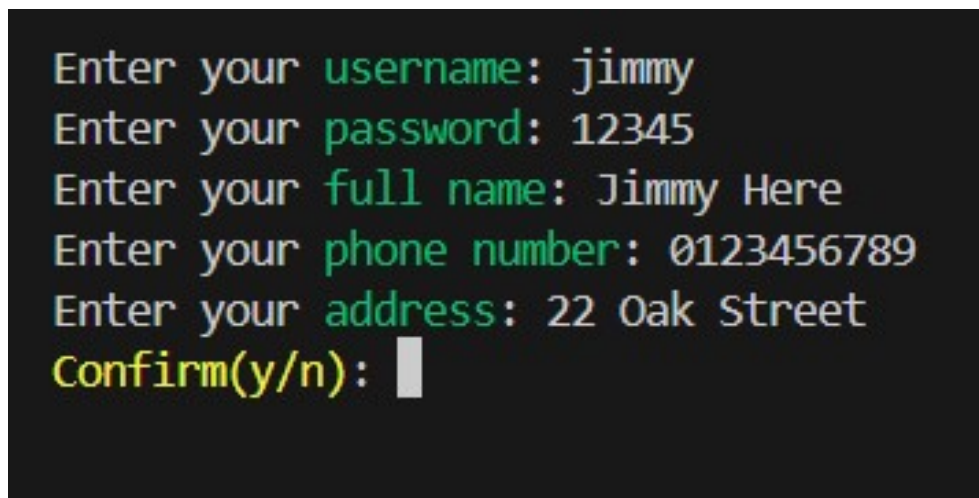 Enter your username: jimmy
Enter your password: 12345
Enter your full name: Jimmy Here
Enter your phone number: 0123456789
Enter your address: 22 Oak Street
Confirm(y/n):